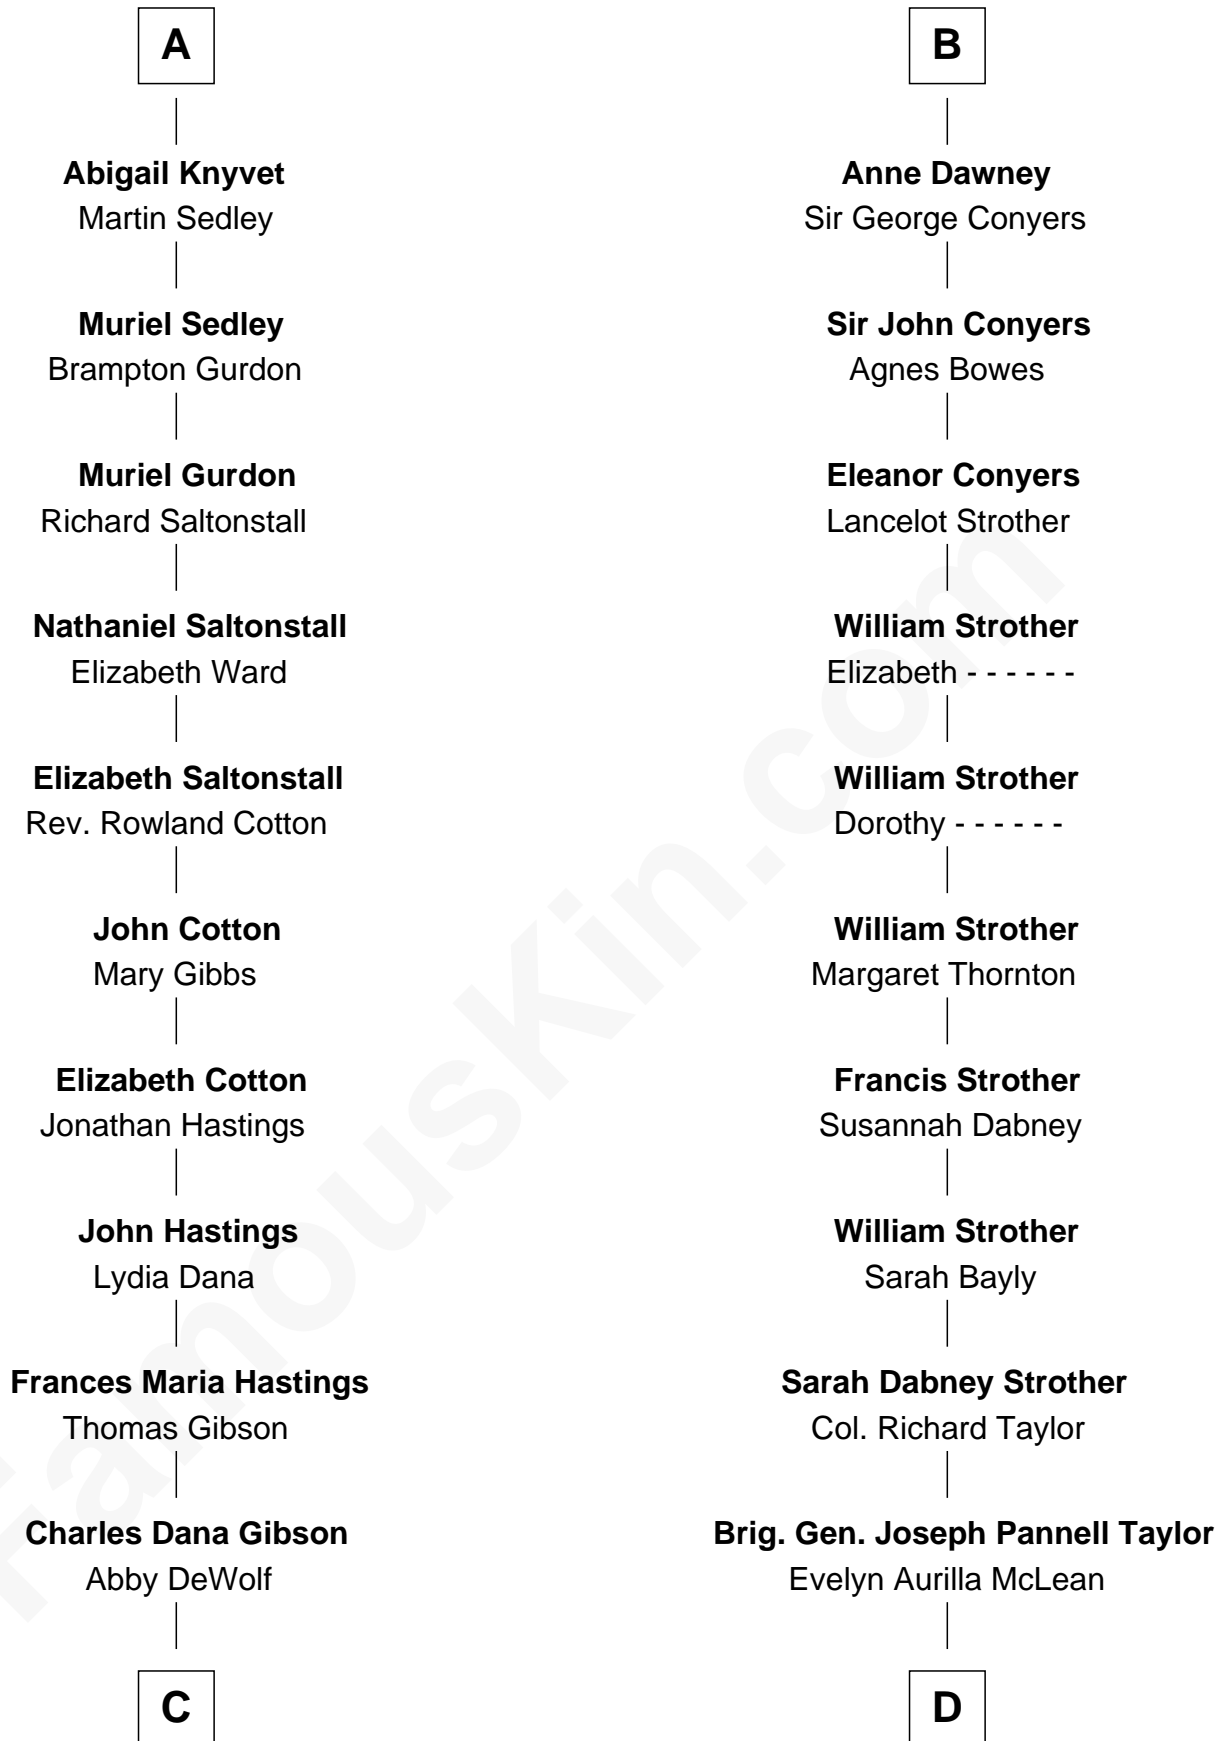 A
Abigail Knyvet
Martin Sedley
Muriel Sedley
Brampton Gurdon
Muriel Gurdon
Richard Saltonstall
Nathaniel Saltonstall
Elizabeth Ward
Elizabeth Saltonstall
Rev. Rowland Cotton
John Cotton
Mary Gibbs
Elizabeth Cotton
Jonathan Hastings
John Hastings
Lydia Dana
Frances Maria Hastings
Thomas Gibson
Charles Dana Gibson
Abby DeWolf
C
B
Anne Dawney
Sir George Conyers
Sir John Conyers
Agnes Bowes
Eleanor Conyers
Lancelot Strother
William Strother
Elizabeth - - - - - -
William Strother
Dorothy - - - - - -
William Strother
Margaret Thornton
Francis Strother
Susannah Dabney
William Strother
Sarah Bayly
Sarah Dabney Strother
Col. Richard Taylor
Brig. Gen. Joseph Pannell Taylor
Evelyn Aurilla McLean
D
FamousKin.com